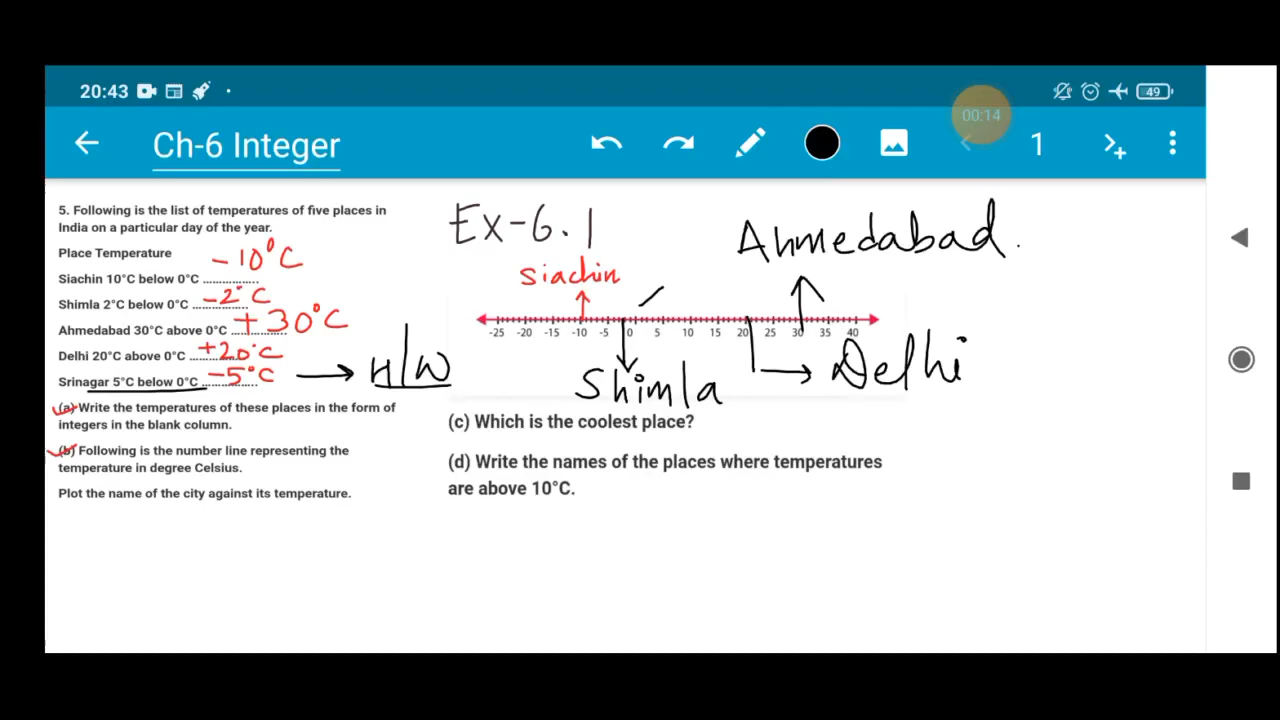 20:43
49
00:14
Ch-6 Integer
1
5. Following is the list of temperatures of five places in
India on a particular day of the year.
Place Temperature
Siachin 10°C below 0°C ................. -10°C
Shimla 2°C below 0°C ................. -2°C
Ahmedabad 30°C above 0°C ................. +30°C
Delhi 20°C above 0°C ................. +20°C
Srinagar 5°C below 0°C ................. -5°C → H/W
(a) Write the temperatures of these places in the form of
integers in the blank column.
(b) Following is the number line representing the
temperature in degree Celsius.
Plot the name of the city against its temperature.
Ex-6.1
Ahmedabad.
Siachin
-25 -20 -15 -10 -5 0 5 10 15 20 25 30 35 40
Shimla
Delhi
(c) Which is the coolest place?
(d) Write the names of the places where temperatures
are above 10°C.